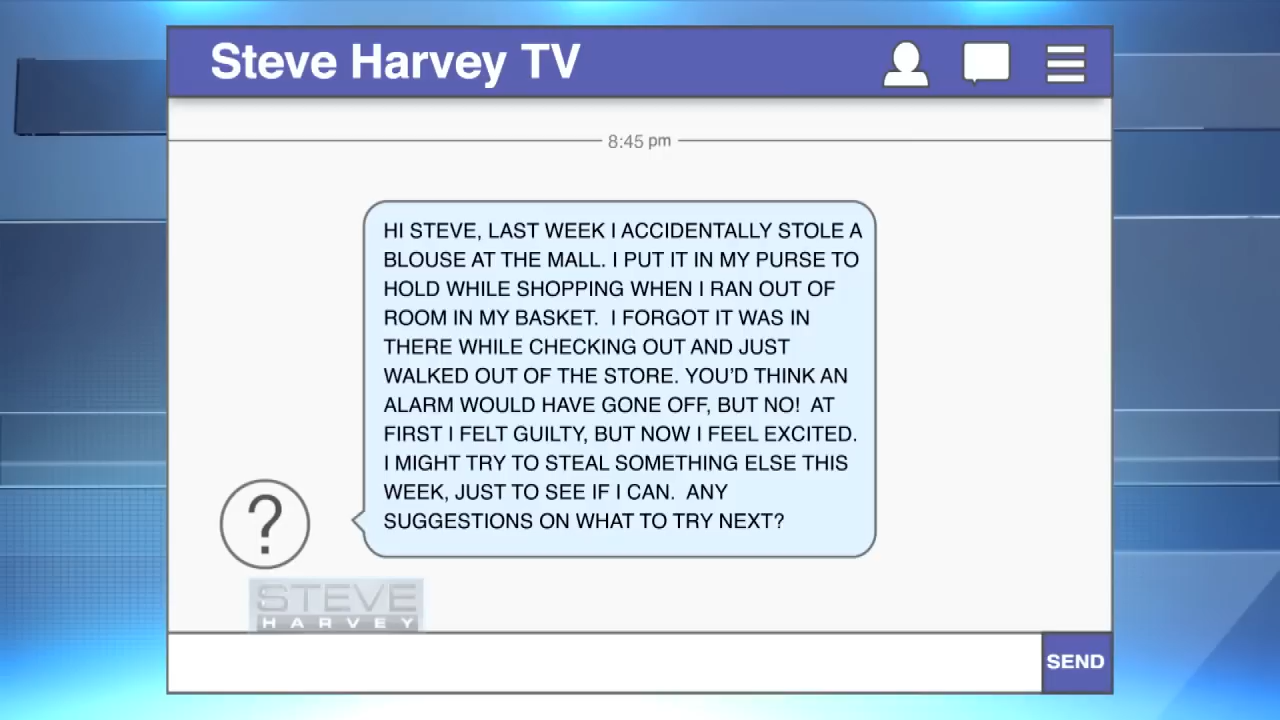 Steve Harvey TV
8:45 pm
HI STEVE, LAST WEEK I ACCIDENTALLY STOLE A
BLOUSE AT THE MALL. I PUT IT IN MY PURSE TO
HOLD WHILE SHOPPING WHEN I RAN OUT OF
ROOM IN MY BASKET.  I FORGOT IT WAS IN
THERE WHILE CHECKING OUT AND JUST
WALKED OUT OF THE STORE. YOU'D THINK AN
ALARM WOULD HAVE GONE OFF, BUT NO!  AT
FIRST I FELT GUILTY, BUT NOW I FEEL EXCITED.
I MIGHT TRY TO STEAL SOMETHING ELSE THIS
WEEK, JUST TO SEE IF I CAN.  ANY
SUGGESTIONS ON WHAT TO TRY NEXT?
?
STEVE
HARVEY
SEND